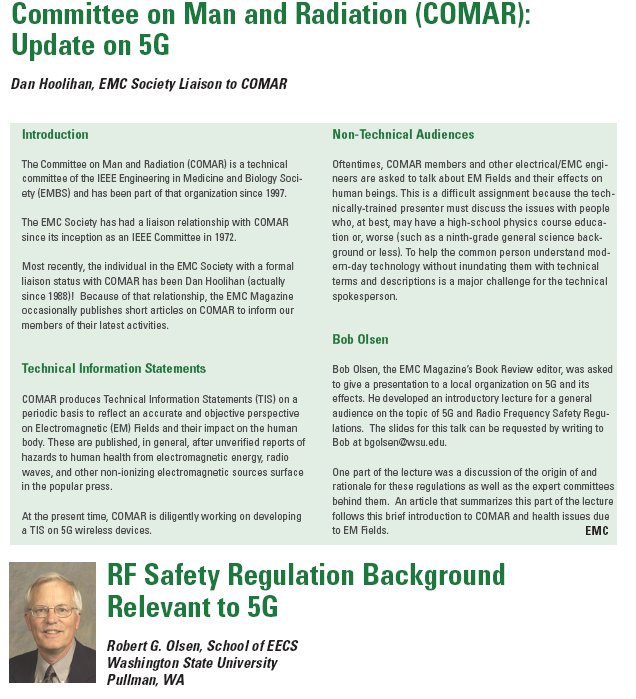 Committee on Man and Radiation (COMAR):
Update on 5G
Dan Hoolihan, EMC Society Liaison to COMAR
Introduction
The Committee on Man and Radiation (COMAR) is a technical
committee of the IEEE Engineering in Medicine and Biology Soci-
ety (EMBS) and has been part of that organization since 1997.
The EMC Society has had a liaison relationship with COMAR
since its inception as an IEEE Committee in 1972.
Most recently, the individual in the EMC Society with a formal
liaison status with COMAR has been Dan Hoolihan (actually
since 1988)! Because of that relationship, the EMC Magazine
occasionally publishes short articles on COMAR to inform our
members of their latest activities.
Technical Information Statements
COMAR produces Technical Information Statements (TIS) on a
periodic basis to reflect an accurate and objective perspective
on Electromagnetic (EM) Fields and their impact on the human
body. These are published, in general, after unverified reports of
hazards to human health from electromagnetic energy, radio
waves, and other non-ionizing electromagnetic sources surface
in the popular press.
At the present time, COMAR is diligently working on developing
a TIS on 5G wireless devices.
Non-Technical Audiences
Oftentimes, COMAR members and other electrical/EMC engi-
neers are asked to talk about EM Fields and their effects on
human beings. This is a difficult assignment because the tech-
nically-trained presenter must discuss the issues with people
who, at best, may have a high-school physics course educa-
tion or, worse (such as a ninth-grade general science back-
ground or less). To help the common person understand mod-
ern-day technology without inundating them with technical
terms and descriptions is a major challenge for the technical
spokesperson.
Bob Olsen
Bob Olsen, the EMC Magazine's Book Review editor, was asked
to give a presentation to a local organization on 5G and its
effects. He developed an introductory lecture for a general
audience on the topic of 5G and Radio Frequency Safety Regu-
lations. The slides for this talk can be requested by writing to
Bob at bgolsen@wsu.edu.
One part of the lecture was a discussion of the origin of and
rationale for these regulations as well as the expert committees
behind them. An article that summarizes this part of the lecture
follows this brief introduction to COMAR and health issues due
to EM Fields. EMC
RF Safety Regulation Background
Relevant to 5G
Robert G. Olsen, School of EECS
Washington State University
Pullman, WA